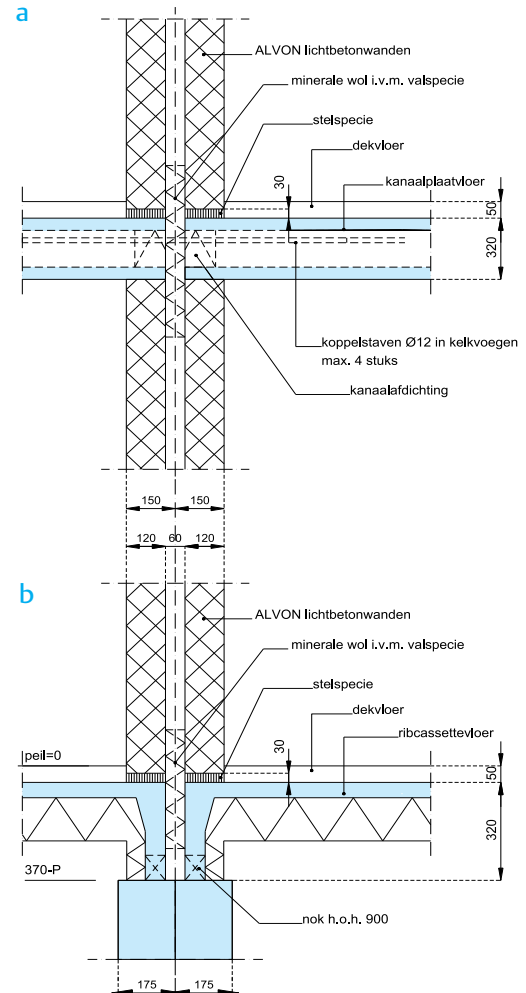 a
ALVON lichtbetonwanden
minerale wol i.v.m. valspecie
stelspecie
dekvloer
30
kanaalplaatvloer
50
320
koppelstaven Ø12 in kelkvoegen
max. 4 stuks
kanaalafdichting
150 150
120 60 120
b
ALVON lichtbetonwanden
minerale wol i.v.m. valspecie
stelspecie
dekvloer
30
ribcassettevloer
peil=0
50
320
370-P
x x
nok h.o.h. 900
175 175